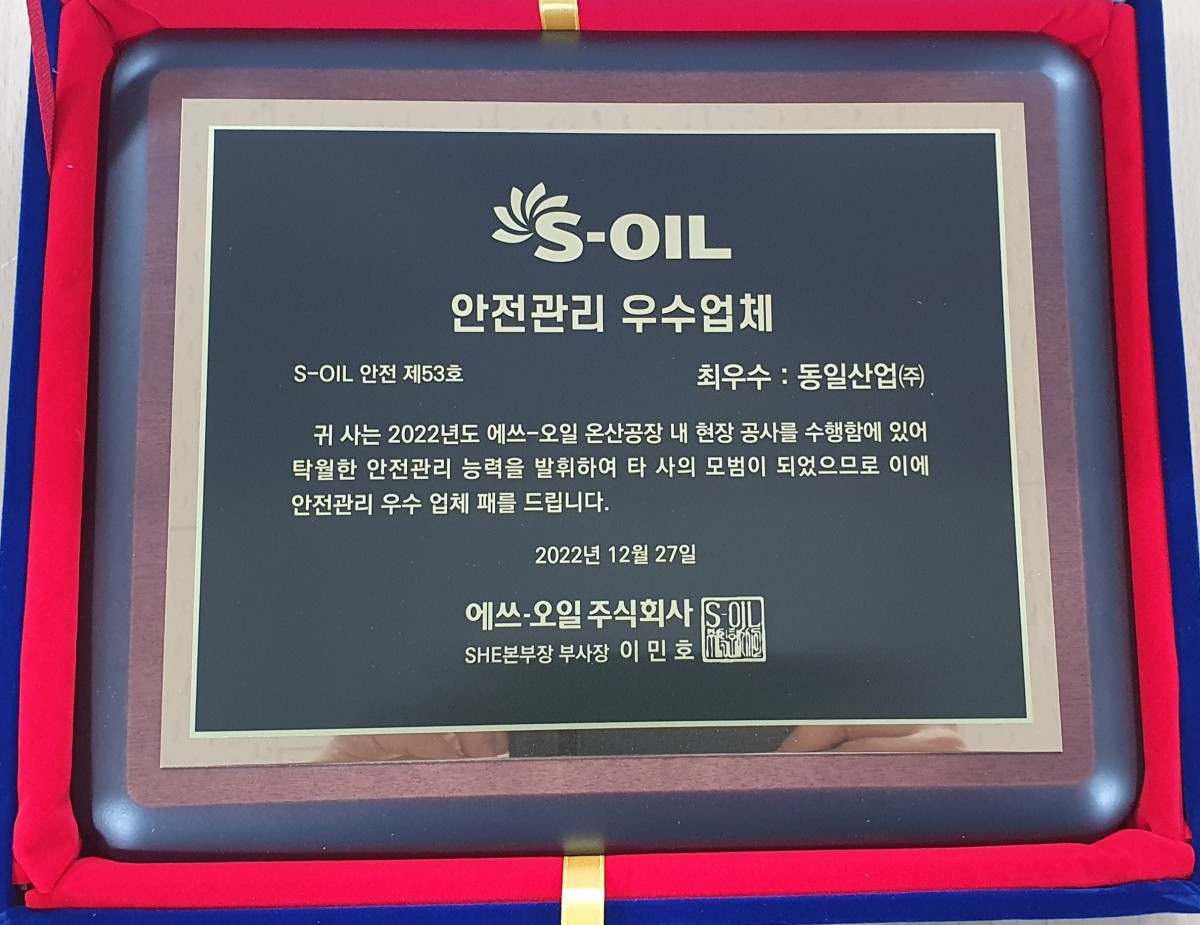 S-OIL
안전관리 우수업체
S-OIL 안전 제53호 최우수 : 동일산업㈜
귀 사는 2022년도 에쓰-오일 온산공장 내 현장 공사를 수행함에 있어
탁월한 안전관리 능력을 발휘하여 타 사의 모범이 되었으므로 이에
안전관리 우수 업체 패를 드립니다.
2022년 12월 27일
에쓰-오일 주식회사
SHE본부장 부사장 이 민 호
S-OIL